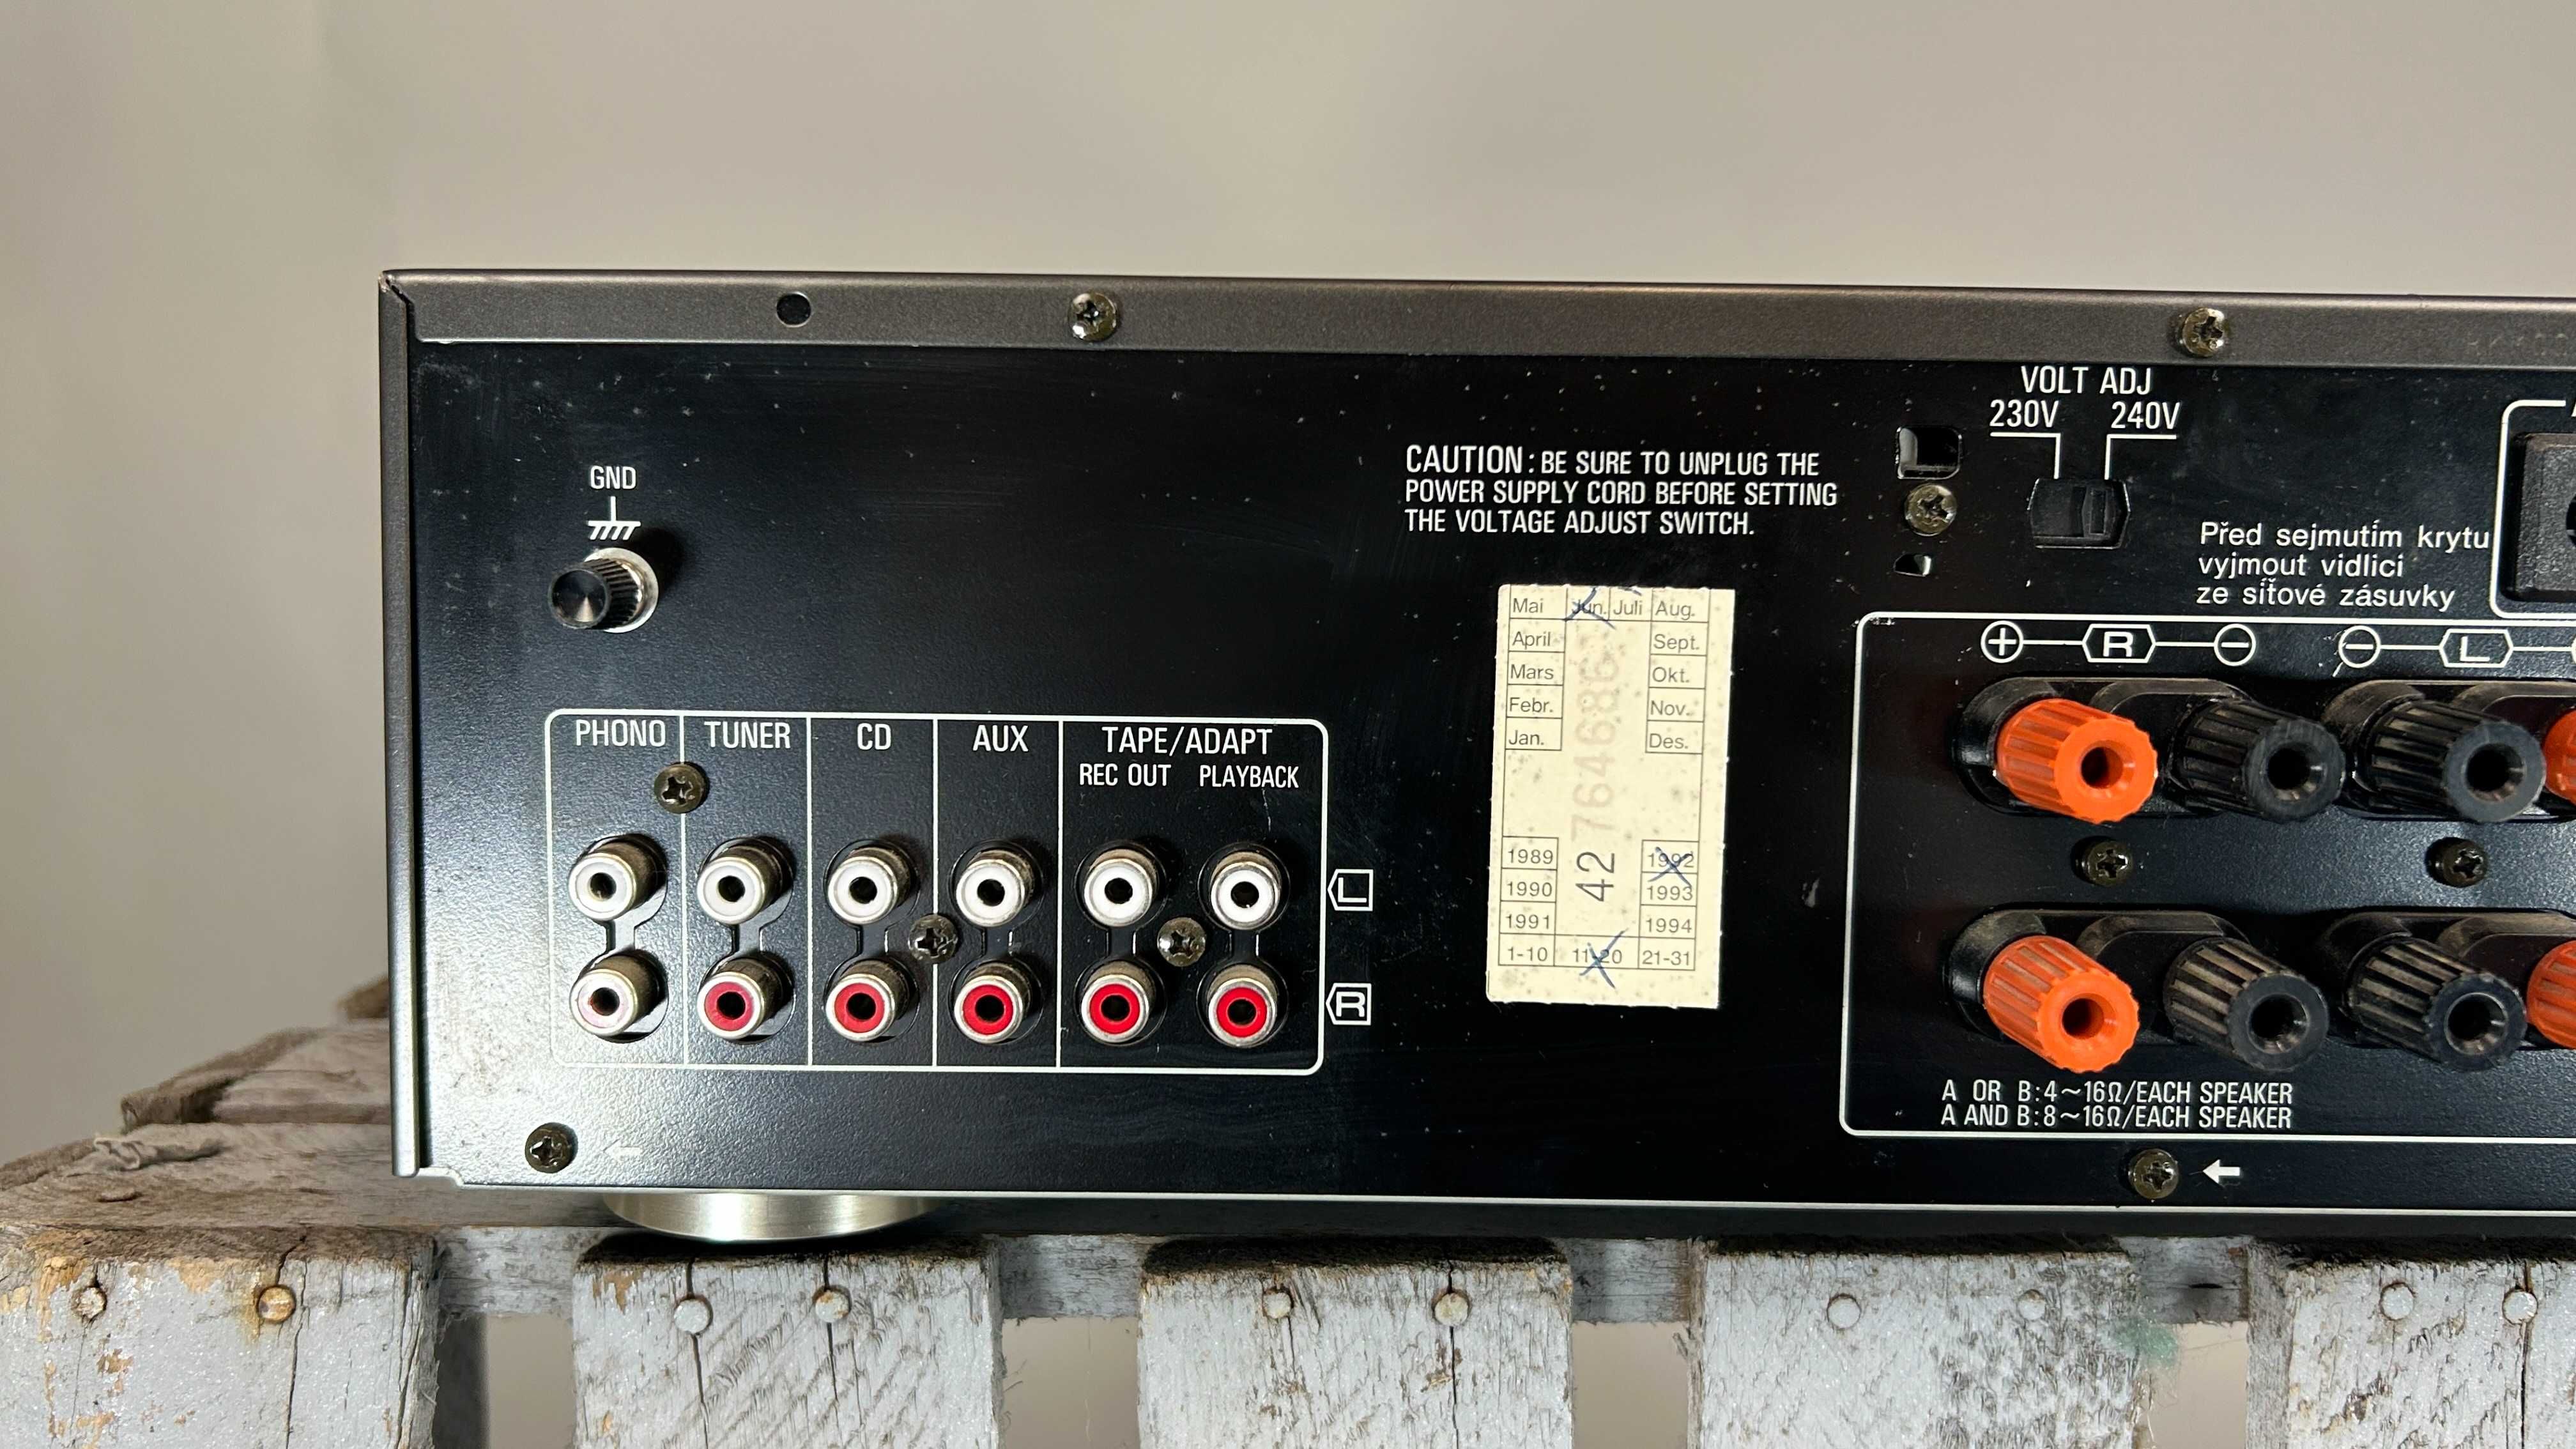 VOLT ADJ
230V 240V
CAUTION: BE SURE TO UNPLUG THE
POWER SUPPLY CORD BEFORE SETTING
THE VOLTAGE ADJUST SWITCH.
GND
Před sejmutím krytu
vyjmout vidlici
ze síťové zásuvky
Mai Jun. Juli Aug.
April Sept.
Mars Okt.
Febr. Nov.
Jan. Des.
42 764686
1989 1992
1990 1993
1991 1994
1-10 11-20 21-31
+ R - - L
PHONO TUNER CD AUX TAPE/ADAPT
REC OUT PLAYBACK
L
R
A OR B:4~16Ω/EACH SPEAKER
A AND B:8~16Ω/EACH SPEAKER